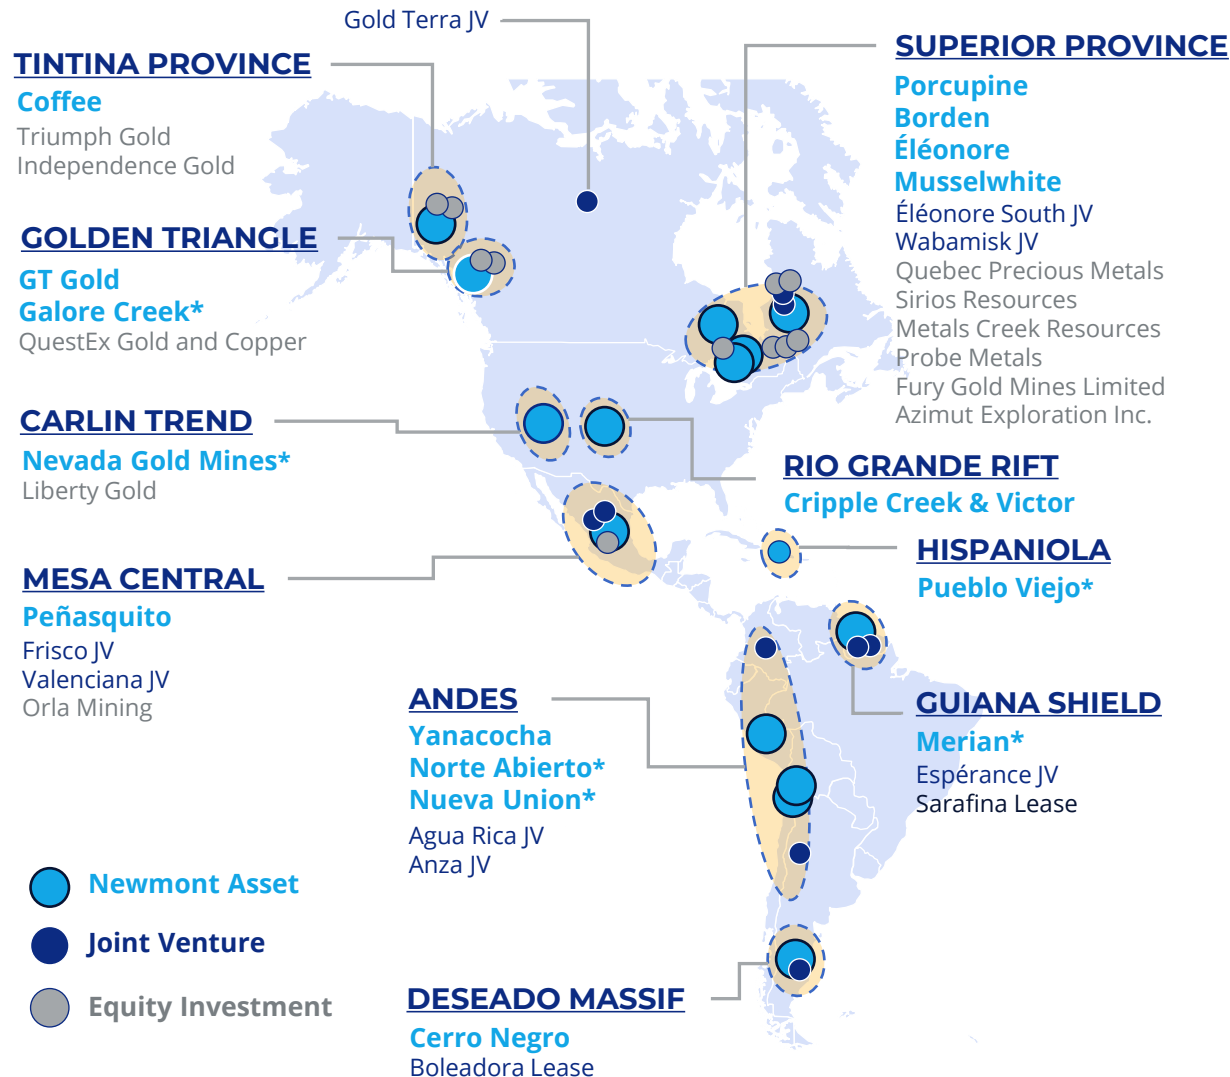 Gold Terra JV
TINTINA PROVINCE
Coffee
Triumph Gold
Independence Gold
GOLDEN TRIANGLE
GT Gold
Galore Creek*
QuestEx Gold and Copper
CARLIN TREND
Nevada Gold Mines*
Liberty Gold
MESA CENTRAL
Peñasquito
Frisco JV
Valenciana JV
Orla Mining
SUPERIOR PROVINCE
Porcupine
Borden
Éléonore
Musselwhite
Éléonore South JV
Wabamisk JV
Quebec Precious Metals
Sirios Resources
Metals Creek Resources
Probe Metals
Fury Gold Mines Limited
Azimut Exploration Inc.
RIO GRANDE RIFT
Cripple Creek & Victor
HISPANIOLA
Pueblo Viejo*
GUIANA SHIELD
Merian*
Espérance JV
Sarafina Lease
ANDES
Yanacocha
Norte Abierto*
Nueva Union*
Agua Rica JV
Anza JV
DESEADO MASSIF
Cerro Negro
Boleadora Lease
Newmont Asset
Joint Venture
Equity Investment